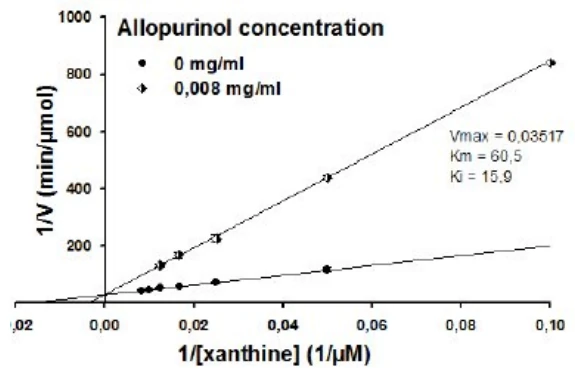 1000
Allopurinol concentration
0 mg/ml
0,008 mg/ml
800
600
400
200
1/V (min/µmol)
Vmax = 0,03517
Km = 60,5
Ki = 15,9
,02
0,00
0,02
0,04
0,06
0,08
0,10
1/[xanthine] (1/µM)